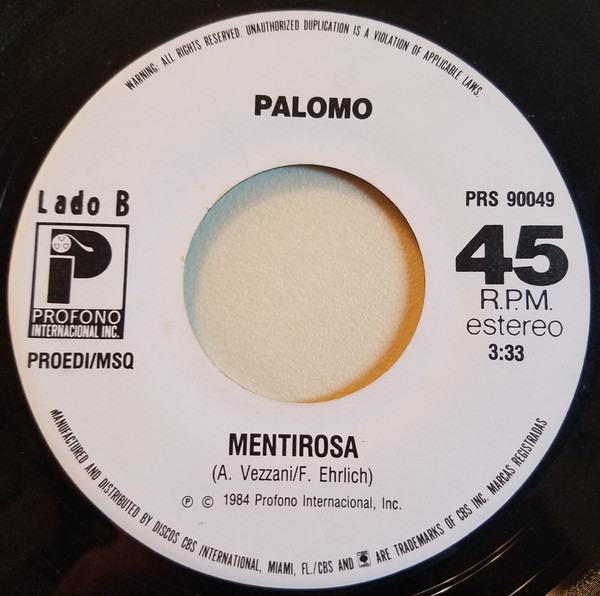 WARNING: ALL RIGHTS RESERVED. UNAUTHORIZED DUPLICATION IS A VIOLATION OF APPLICABLE LAWS.
PALOMO
Lado B
P
PROFONO
INTERNACIONAL INC.
PROEDI/MSQ
PRS 90049
45
R.P.M.
estereo
3:33
MENTIROSA
(A. Vezzani/F. Ehrlich)
℗ © 1984 Profono Internacional, Inc.
MANUFACTURED AND DISTRIBUTED BY DISCOS CBS INTERNATIONAL, MIAMI, FL./CBS AND ARE TRADEMARKS OF CBS INC. MARCAS REGISTRADAS